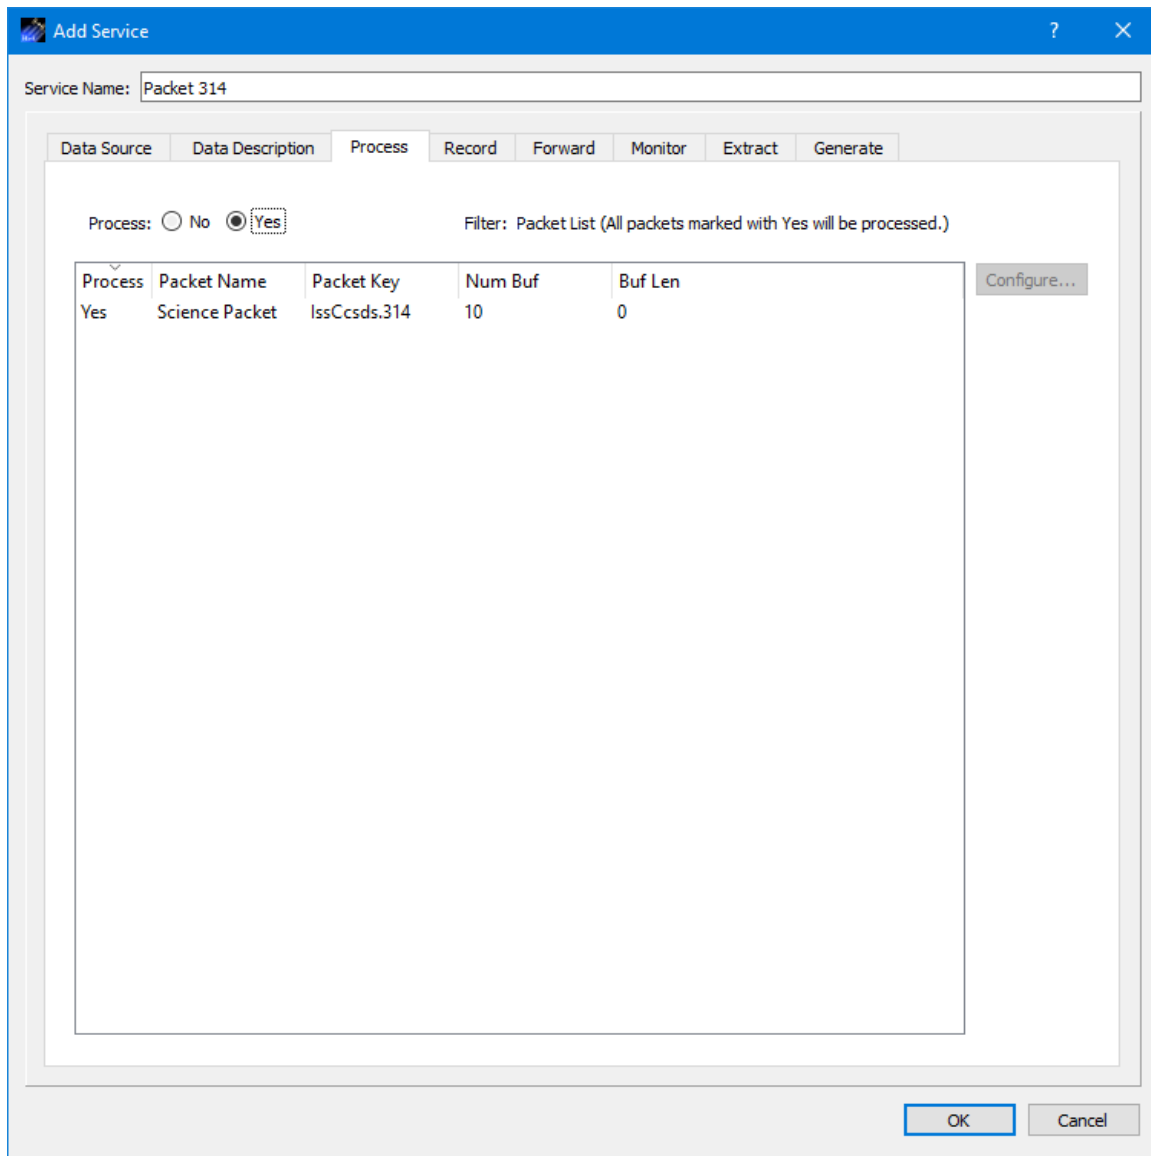 Add Service ?
Service Name: Packet 314
Data Source Data Description Process Record Forward Monitor Extract Generate
Process: No Yes Filter: Packet List (All packets marked with Yes will be processed.)
Process Packet Name Packet Key Num Buf Buf Len Configure...
Yes Science Packet IssCcsds.314 10 0
OK Cancel